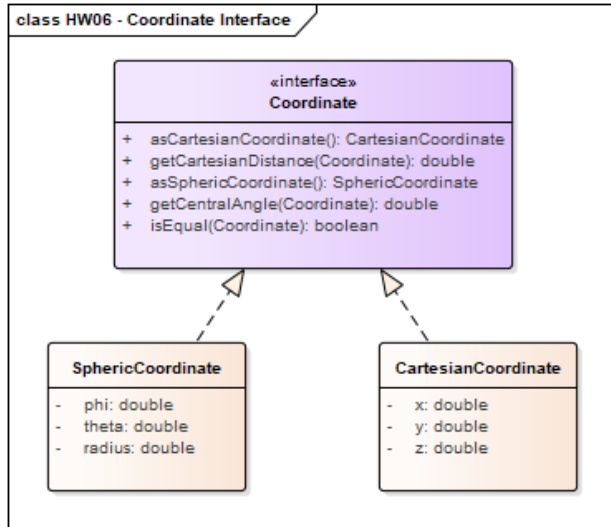 class HW06 - Coordinate Interface
«interface»
Coordinate
+ asCartesianCoordinate(): CartesianCoordinate
+ getCartesianDistance(Coordinate): double
+ asSphericCoordinate(): SphericCoordinate
+ getCentralAngle(Coordinate): double
+ isEqual(Coordinate): boolean
SphericCoordinate
- phi: double
- theta: double
- radius: double
CartesianCoordinate
- x: double
- y: double
- z: double